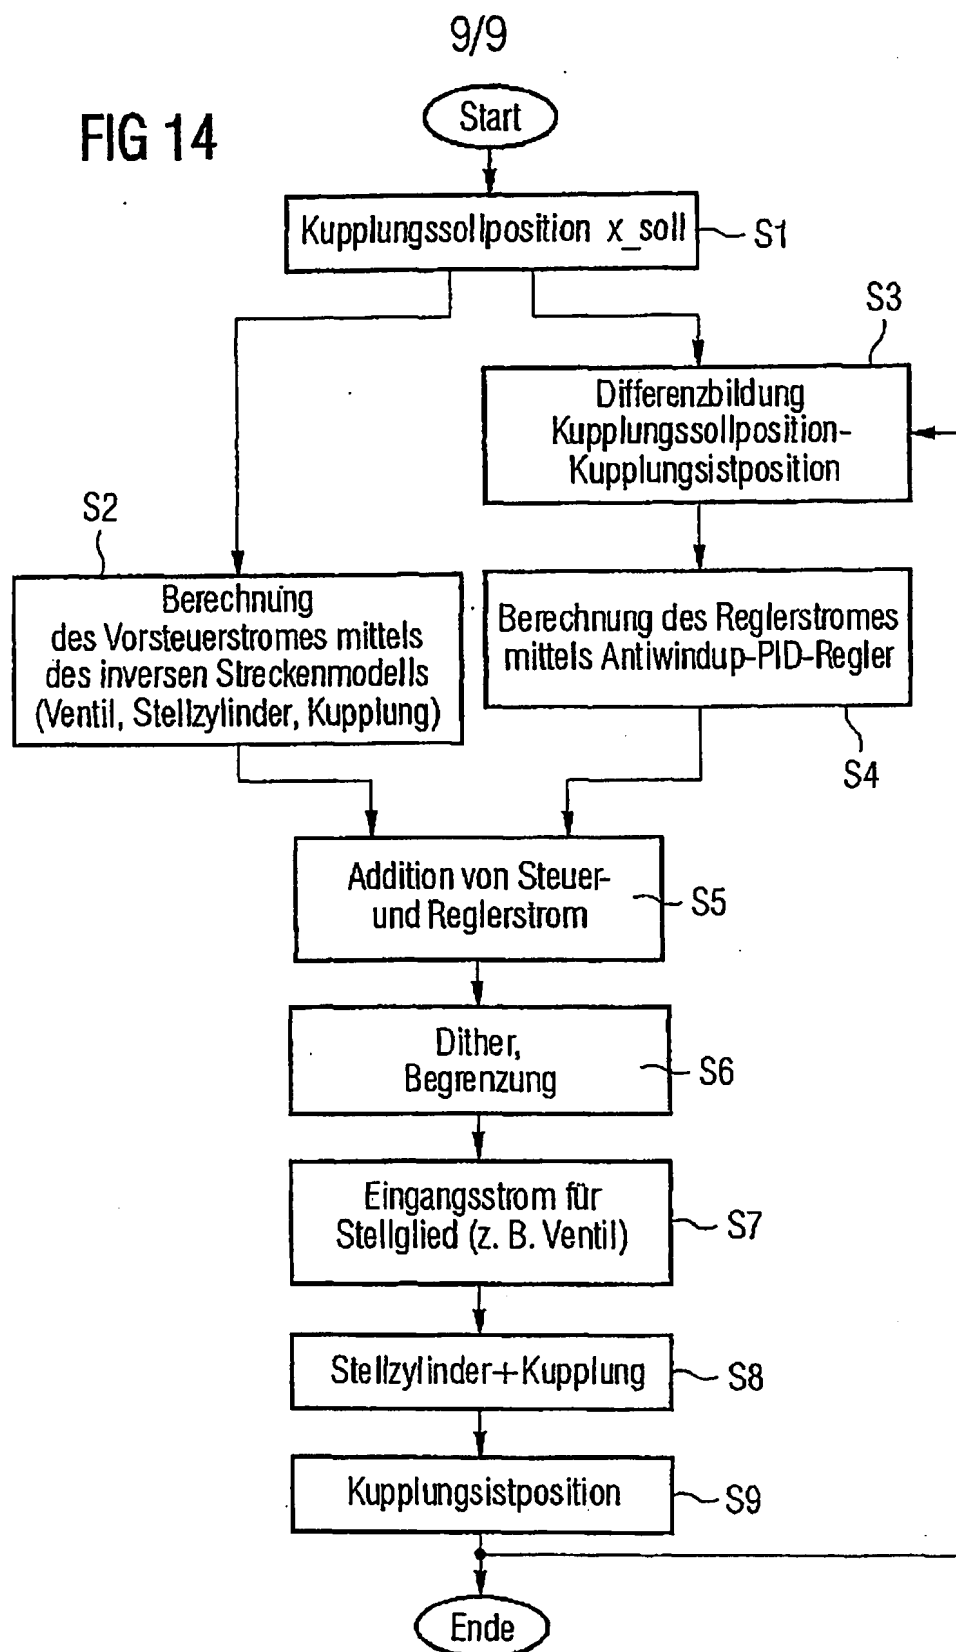 9/9
FIG 14
Start
Kupplungssollposition x_soll
S1
S3
Differenzbildung
Kupplungssollposition-
Kupplungsistposition
S2
Berechnung
des Vorsteuerstromes mittels
des inversen Streckenmodells
(Ventil, Stellzylinder, Kupplung)
Berechnung des Reglerstromes
mittels Antiwindup-PID-Regler
S4
Addition von Steuer-
und Reglerstrom
S5
Dither,
Begrenzung
S6
Eingangsstrom für
Stellglied (z. B. Ventil)
S7
Stellzylinder+Kupplung
S8
Kupplungsistposition
S9
Ende